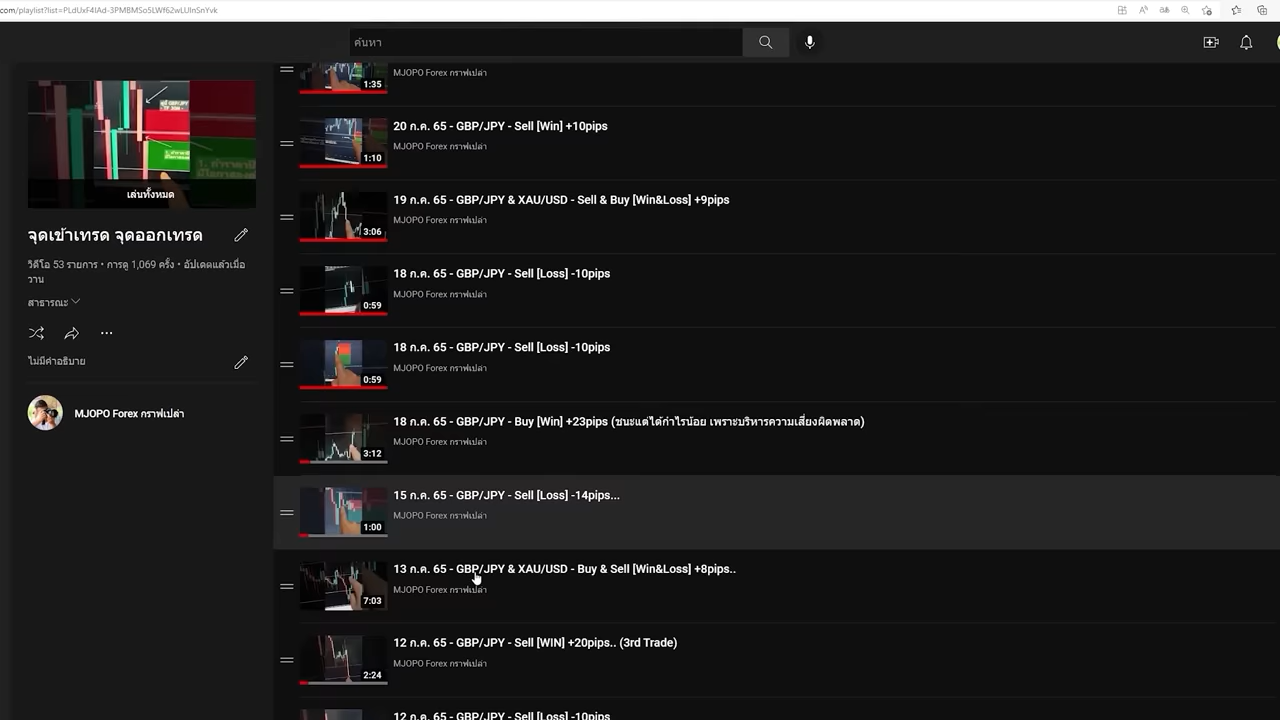 com/playlist?list=PLdUxF4IAd-3PMBMSo5LWf62wLUInSnYvk
ค้นหา
เล่นทั้งหมด
จุดเข้าเทรด จุดออกเทรด
วิดีโอ 53 รายการ • การดู 1,069 ครั้ง • อัปเดตแล้วเมื่อ
วาน
สาธารณะ
ไม่มีคำอธิบาย
MJOPO Forex กราฟเปล่า
1:35
MJOPO Forex กราฟเปล่า
1:10
20 ก.ค. 65 - GBP/JPY - Sell [Win] +10pips
MJOPO Forex กราฟเปล่า
3:06
19 ก.ค. 65 - GBP/JPY & XAU/USD - Sell & Buy [Win&Loss] +9pips
MJOPO Forex กราฟเปล่า
0:59
18 ก.ค. 65 - GBP/JPY - Sell [Loss] -10pips
MJOPO Forex กราฟเปล่า
0:59
18 ก.ค. 65 - GBP/JPY - Sell [Loss] -10pips
MJOPO Forex กราฟเปล่า
3:12
18 ก.ค. 65 - GBP/JPY - Buy [Win] +23pips (ชนะแต่ได้กำไรน้อย เพราะบริหารความเสี่ยงผิดพลาด)
MJOPO Forex กราฟเปล่า
1:00
15 ก.ค. 65 - GBP/JPY - Sell [Loss] -14pips...
MJOPO Forex กราฟเปล่า
7:03
13 ก.ค. 65 - GBP/JPY & XAU/USD - Buy & Sell [Win&Loss] +8pips..
MJOPO Forex กราฟเปล่า
2:24
12 ก.ค. 65 - GBP/JPY - Sell [WIN] +20pips.. (3rd Trade)
MJOPO Forex กราฟเปล่า
12 ก.ค. 65 - GBP/JPY - Sell [Loss] -10pips